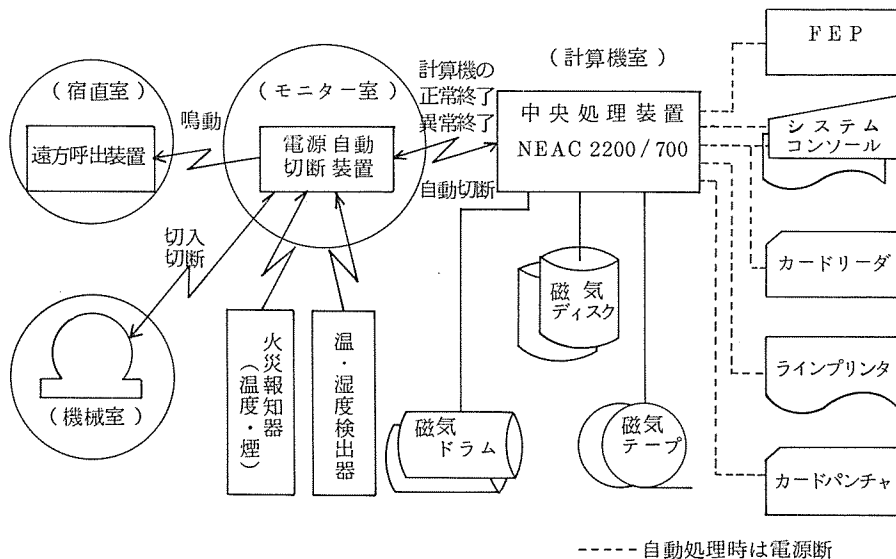 (宿直室)
遠方呼出装置
鳴動
(モニター室)
電源自動
切断装置
計算機の
正常終了
異常終了
自動切断
(計算機室)
中央処理装置
NEAC 2200/700
FEP
システム
コンソール
カードリーダ
ラインプリンタ
カードパンチャ
切入
切断
(機械室)
火災報知器
(温度・煙)
温・湿度検出器
磁気
ドラム
磁気
ディスク
磁気
テープ
----- 自動処理時は電源断